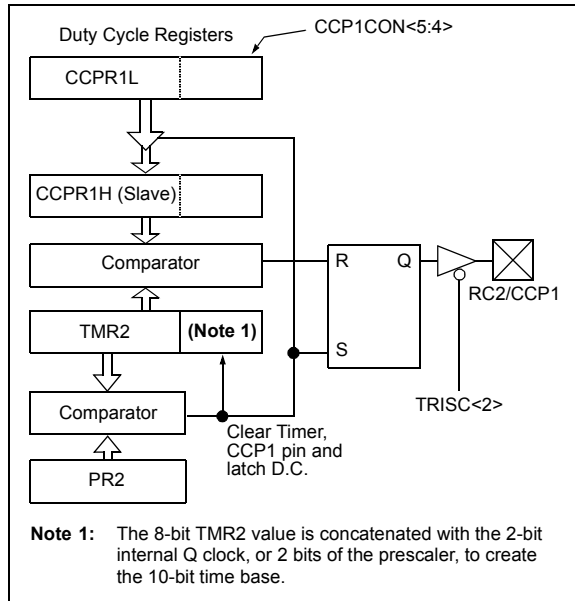 Duty Cycle Registers
CCP1CON<5:4>
CCPR1L
CCPR1H (Slave)
Comparator
R
Q
RC2/CCP1
TMR2
(Note 1)
S
TRISC<2>
Comparator
Clear Timer,
CCP1 pin and
latch D.C.
PR2
Note 1: The 8-bit TMR2 value is concatenated with the 2-bit
internal Q clock, or 2 bits of the prescaler, to create
the 10-bit time base.